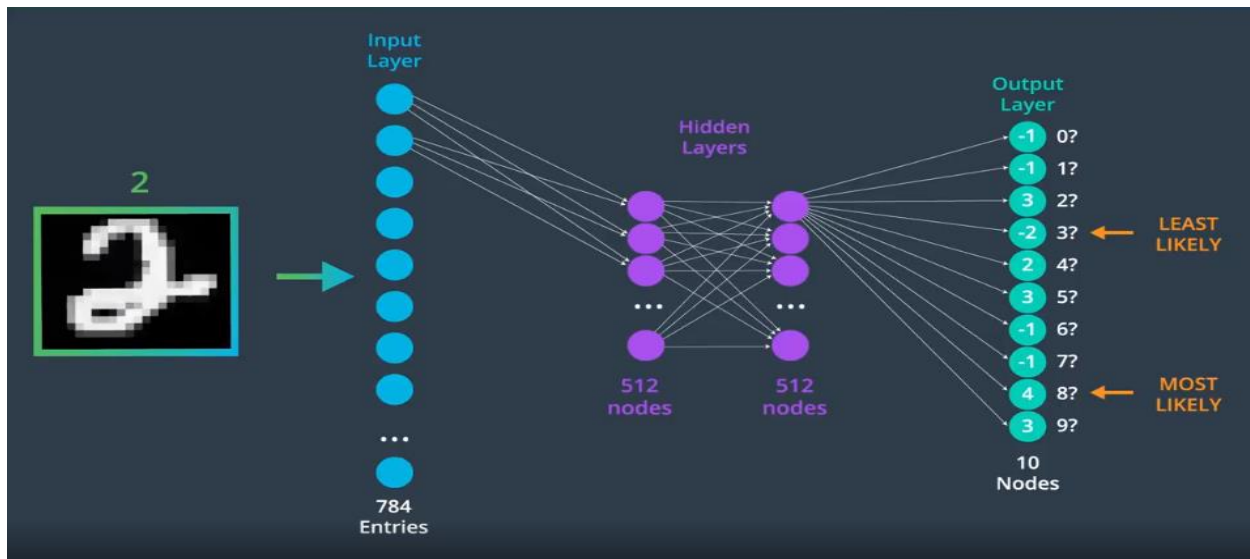 2
Input
Layer
...
784
Entries
Hidden
Layers
...
512
nodes
...
512
nodes
Output
Layer
-1 0?
-1 1?
3 2?
-2 3?
LEAST
LIKELY
2 4?
3 5?
-1 6?
-1 7?
4 8?
MOST
LIKELY
3 9?
10
Nodes